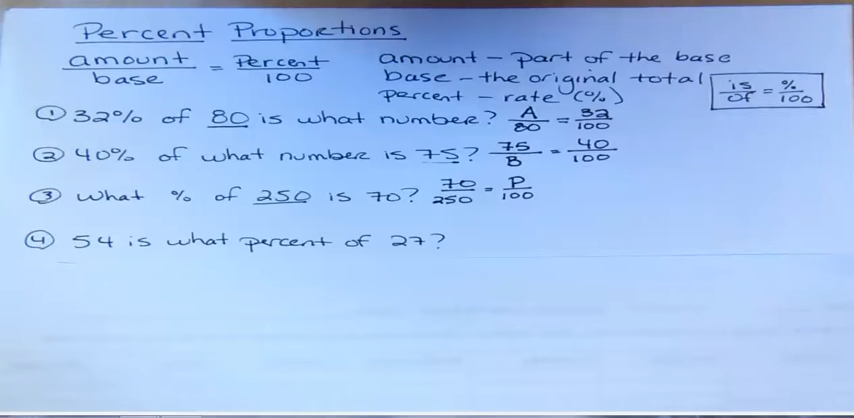 Percent Proportions
amount/base = Percent/100
amount - part of the base
base - the original total
percent - rate (%)
is/of = %/100
① 32% of 80 is what number? A/80 = 32/100
② 40% of what number is 75? 75/B = 40/100
③ What % of 250 is 70? 70/250 = P/100
④ 54 is what percent of 27?